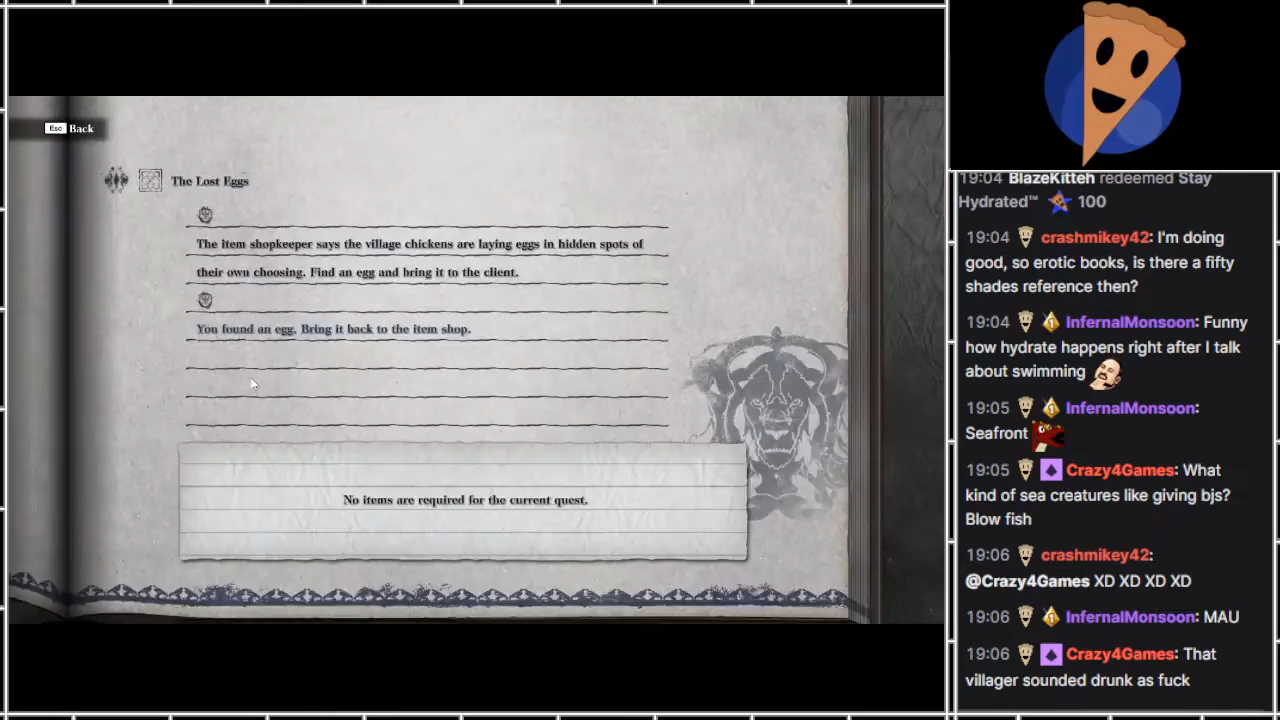 Esc Back
The Lost Eggs
The item shopkeeper says the village chickens are laying eggs in hidden spots of
their own choosing. Find an egg and bring it to the client.
You found an egg. Bring it back to the item shop.
No items are required for the current quest.
19:04 BlazeKitteh redeemed Stay
Hydrated™ 100
19:04 crashmikey42: I'm doing
good, so erotic books, is there a fifty
shades reference then?
19:04 1 InfernalMonsoon: Funny
how hydrate happens right after I talk
about swimming
19:05 1 InfernalMonsoon:
Seafront
19:05 Crazy4Games: What
kind of sea creatures like giving bjs?
Blow fish
19:06 crashmikey42:
@Crazy4Games XD XD XD XD
19:06 1 InfernalMonsoon: MAU
19:06 Crazy4Games: That
villager sounded drunk as fuck